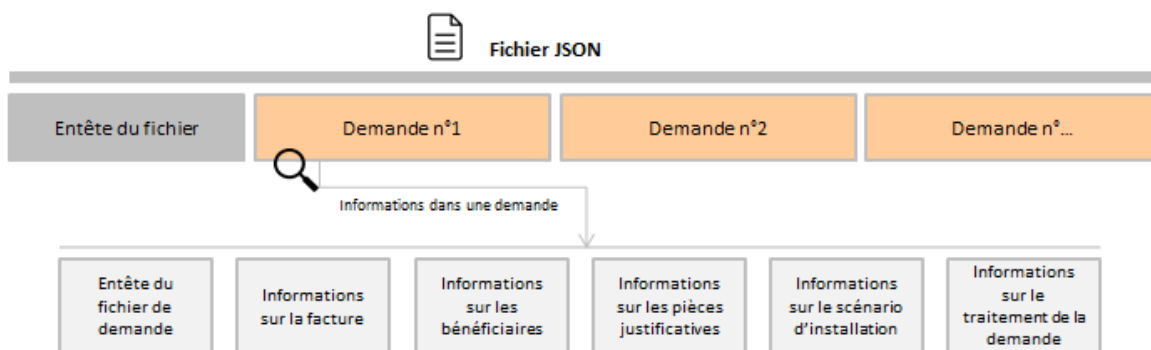 Fichier JSON
Entête du fichier
Demande n°1
Demande n°2
Demande n°...
Informations dans une demande
Entête du
fichier de
demande
Informations
sur la facture
Informations
sur les
bénéficiaires
Informations
sur les pièces
justificatives
Informations
sur le scénario
d'installation
Informations
sur le
traitement de la
demande